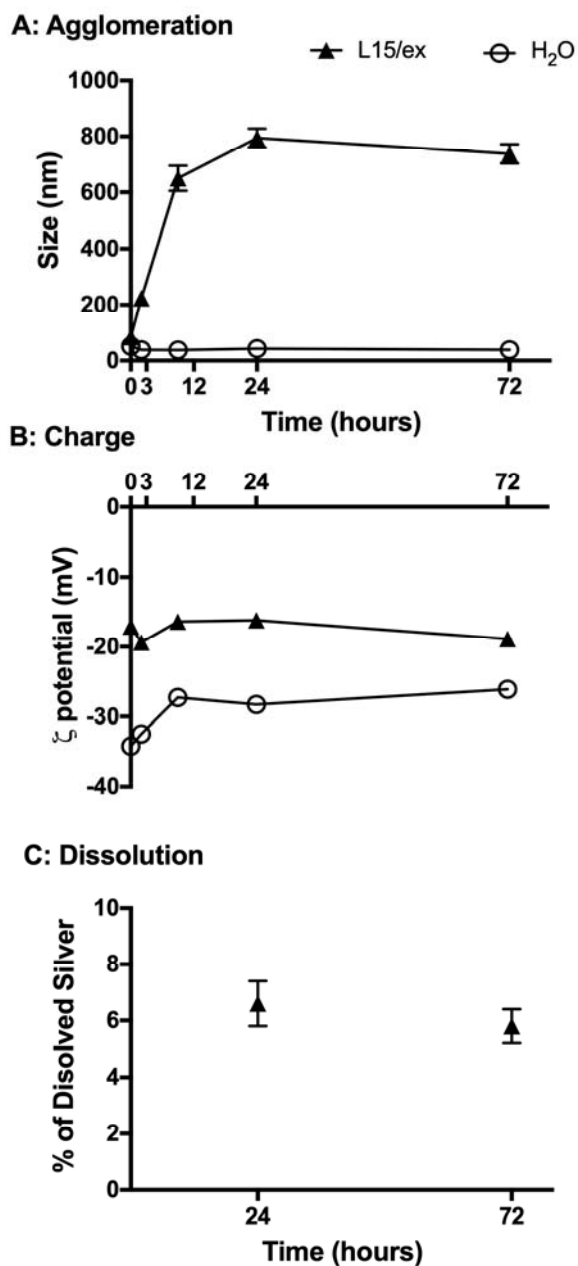 A: Agglomeration
L15/ex H₂O
1000
800
600
400
200
0
Size (nm)
0 3 12 24 72
Time (hours)
B: Charge
0 3 12 24 72
0
-10
-20
-30
-40
ζ potential (mV)
C: Dissolution
10
8
6
4
2
0
% of Disolved Silver
24 72
Time (hours)